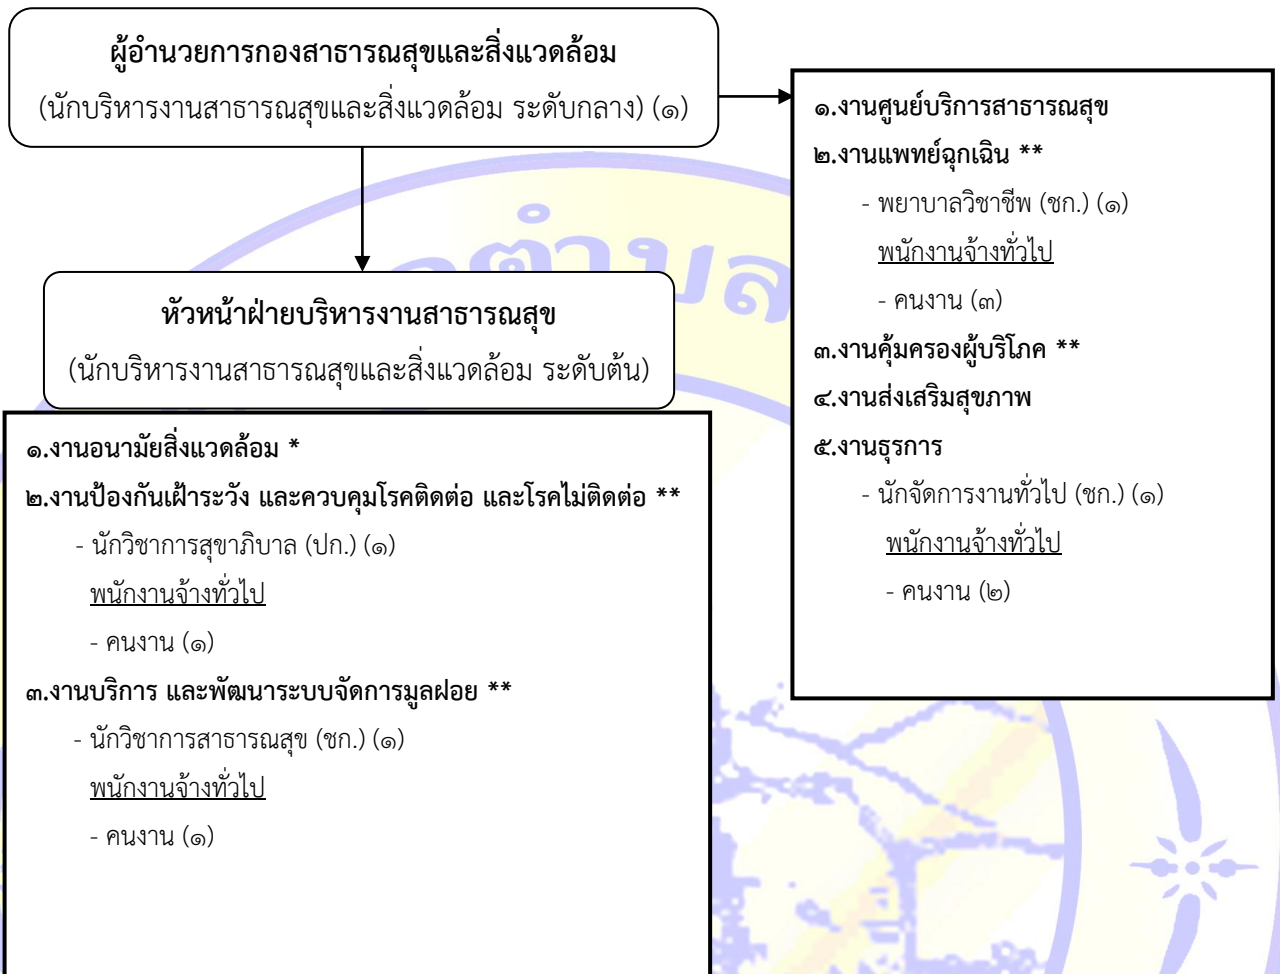 ผู้อำนวยการกองสาธารณสุขและสิ่งแวดล้อม
(นักบริหารงานสาธารณสุขและสิ่งแวดล้อม ระดับกลาง) (๑)
๑.งานศูนย์บริการสาธารณสุข
๒.งานแพทย์ฉุกเฉิน **
- พยาบาลวิชาชีพ (ชก.) (๑)
พนักงานจ้างทั่วไป
- คนงาน (๓)
๓.งานคุ้มครองผู้บริโภค **
๔.งานส่งเสริมสุขภาพ
๕.งานธุรการ
- นักจัดการงานทั่วไป (ชก.) (๑)
พนักงานจ้างทั่วไป
- คนงาน (๒)
หัวหน้าฝ่ายบริหารงานสาธารณสุข
(นักบริหารงานสาธารณสุขและสิ่งแวดล้อม ระดับต้น)
๑.งานอนามัยสิ่งแวดล้อม *
๒.งานป้องกันเฝ้าระวัง และควบคุมโรคติดต่อ และโรคไม่ติดต่อ **
- นักวิชาการสุขาภิบาล (ปก.) (๑)
พนักงานจ้างทั่วไป
- คนงาน (๑)
๓.งานบริการ และพัฒนาระบบจัดการมูลฝอย **
- นักวิชาการสาธารณสุข (ชก.) (๑)
พนักงานจ้างทั่วไป
- คนงาน (๑)